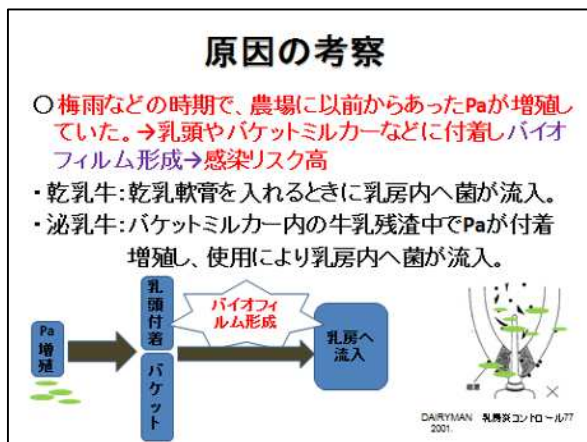 原因の考察
○梅雨などの時期で、農場に以前からあったPaが増殖
していた。→乳頭やバケットミルカーなどに付着しバイオ
フィルム形成→感染リスク高
・乾乳牛:乾乳軟膏を入れるときに乳房内へ菌が流入。
・泌乳牛:バケットミルカー内の牛乳残渣中でPaが付着
増殖し、使用により乳房内へ菌が流入。
Pa
増殖
乳頭付着
バケット
バイオフィ
ルム形成
乳房へ
流入
DAIRYMAN 乳房炎コントロール77
2001.